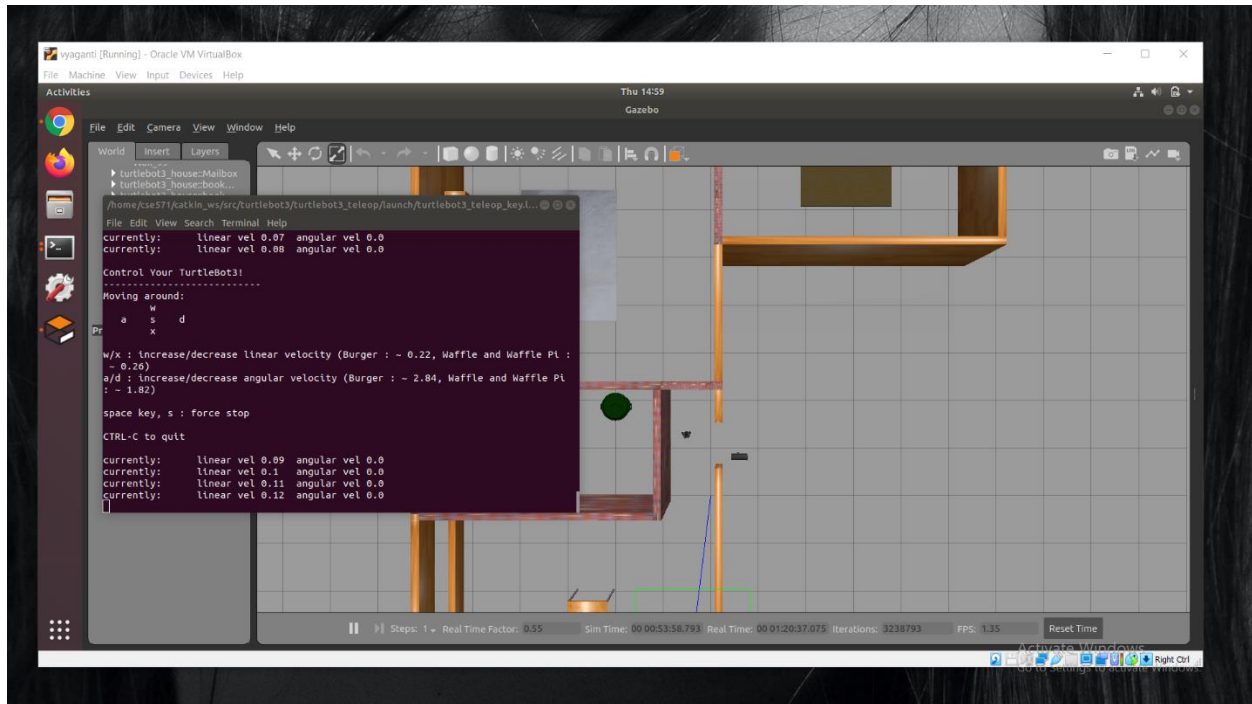 vyaganti [Running] - Oracle VM VirtualBox
File Machine View Input Devices Help
Activities Thu 14:59
Gazebo
File Edit Camera View Window Help
World Insert Layers
turtlebot3_house::Mailbox
turtlebot3_house::book...
/home/cse571/catkin_ws/src/turtlebot3/turtlebot3_teleop/launch/turtlebot3_teleop_key.l...
File Edit View Search Terminal Help
currently: linear vel 0.07 angular vel 0.0
currently: linear vel 0.08 angular vel 0.0
Control Your TurtleBot3!
---------------------------
Moving around:
w
a s d
x
Pr
w/x : increase/decrease linear velocity (Burger : ~ 0.22, Waffle and Waffle Pi :
~ 0.26)
a/d : increase/decrease angular velocity (Burger : ~ 2.84, Waffle and Waffle Pi
: ~ 1.82)
space key, s : force stop
CTRL-C to quit
currently: linear vel 0.09 angular vel 0.0
currently: linear vel 0.1 angular vel 0.0
currently: linear vel 0.11 angular vel 0.0
currently: linear vel 0.12 angular vel 0.0
Steps: 1 Real Time Factor: 0.55 Sim Time: 00 00:53:58.793 Real Time: 00 01:20:37.075 Iterations: 3238793 FPS: 1.35 Reset Time
Activate Windows
Go to Settings to activate Windows.
Right Ctrl